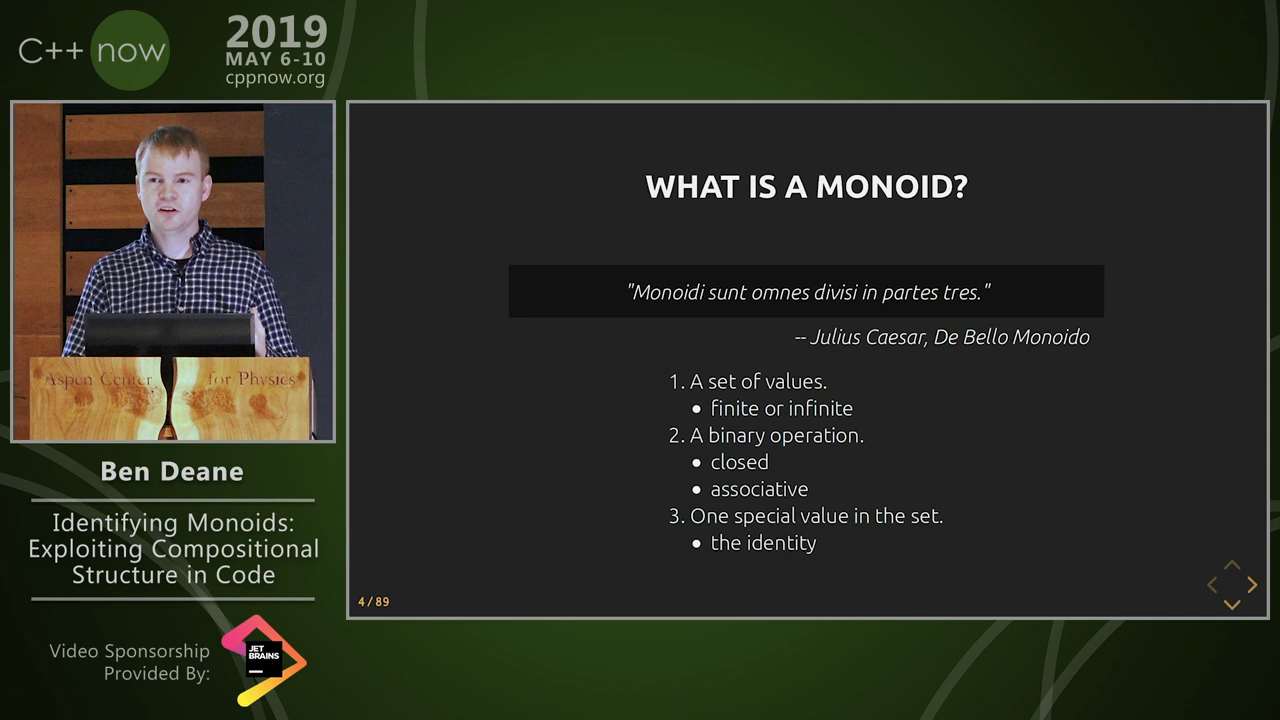 C++ now
2019
MAY 6-10
cppnow.org
Aspen Center for Physics
Ben Deane
Identifying Monoids:
Exploiting Compositional
Structure in Code
Video Sponsorship
Provided By:
JET
BRAINS
WHAT IS A MONOID?
"Monoidi sunt omnes divisi in partes tres."
-- Julius Caesar, De Bello Monoido
1. A set of values.
• finite or infinite
2. A binary operation.
• closed
• associative
3. One special value in the set.
• the identity
4 / 89